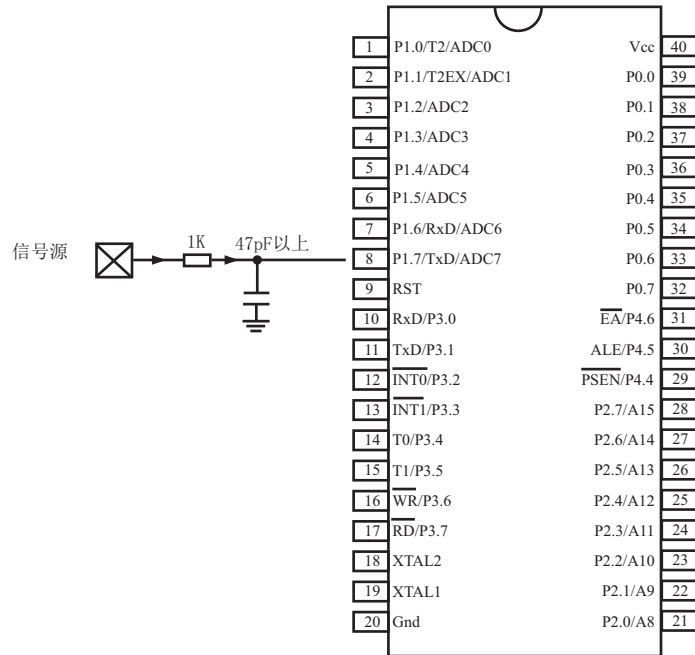 1 P1.0/T2/ADC0 Vcc 40
2 P1.1/T2EX/ADC1 P0.0 39
3 P1.2/ADC2 P0.1 38
4 P1.3/ADC3 P0.2 37
5 P1.4/ADC4 P0.3 36
6 P1.5/ADC5 P0.4 35
1K 47pF以上 7 P1.6/RxD/ADC6 P0.5 34
信号源 8 P1.7/TxD/ADC7 P0.6 33
9 RST P0.7 32
10 RxD/P3.0 EA/P4.6 31
11 TxD/P3.1 ALE/P4.5 30
12 INT0/P3.2 PSEN/P4.4 29
13 INT1/P3.3 P2.7/A15 28
14 T0/P3.4 P2.6/A14 27
15 T1/P3.5 P2.5/A13 26
16 WR/P3.6 P2.4/A12 25
17 RD/P3.7 P2.3/A11 24
18 XTAL2 P2.2/A10 23
19 XTAL1 P2.1/A9 22
20 Gnd P2.0/A8 21